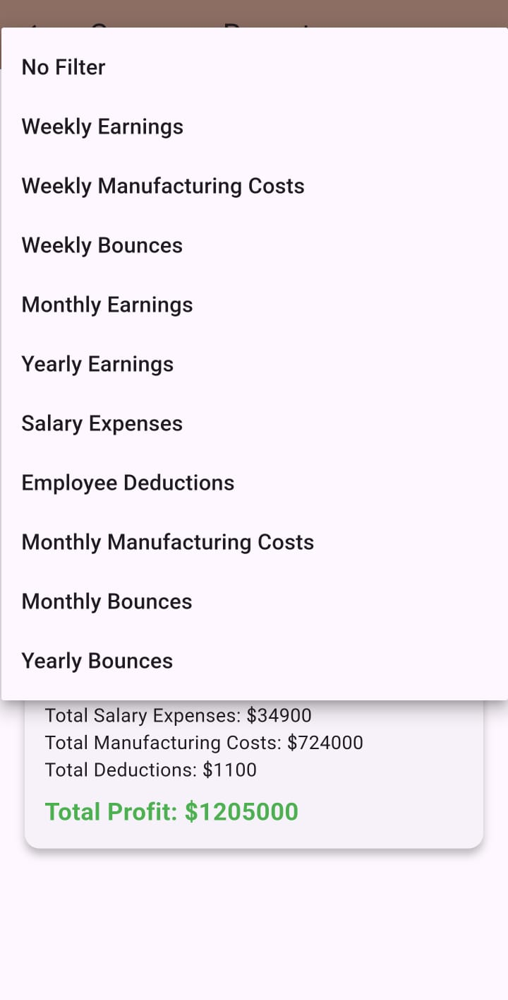 No Filter
Weekly Earnings
Weekly Manufacturing Costs
Weekly Bounces
Monthly Earnings
Yearly Earnings
Salary Expenses
Employee Deductions
Monthly Manufacturing Costs
Monthly Bounces
Yearly Bounces
Total Salary Expenses: $34900
Total Manufacturing Costs: $724000
Total Deductions: $1100
Total Profit: $1205000